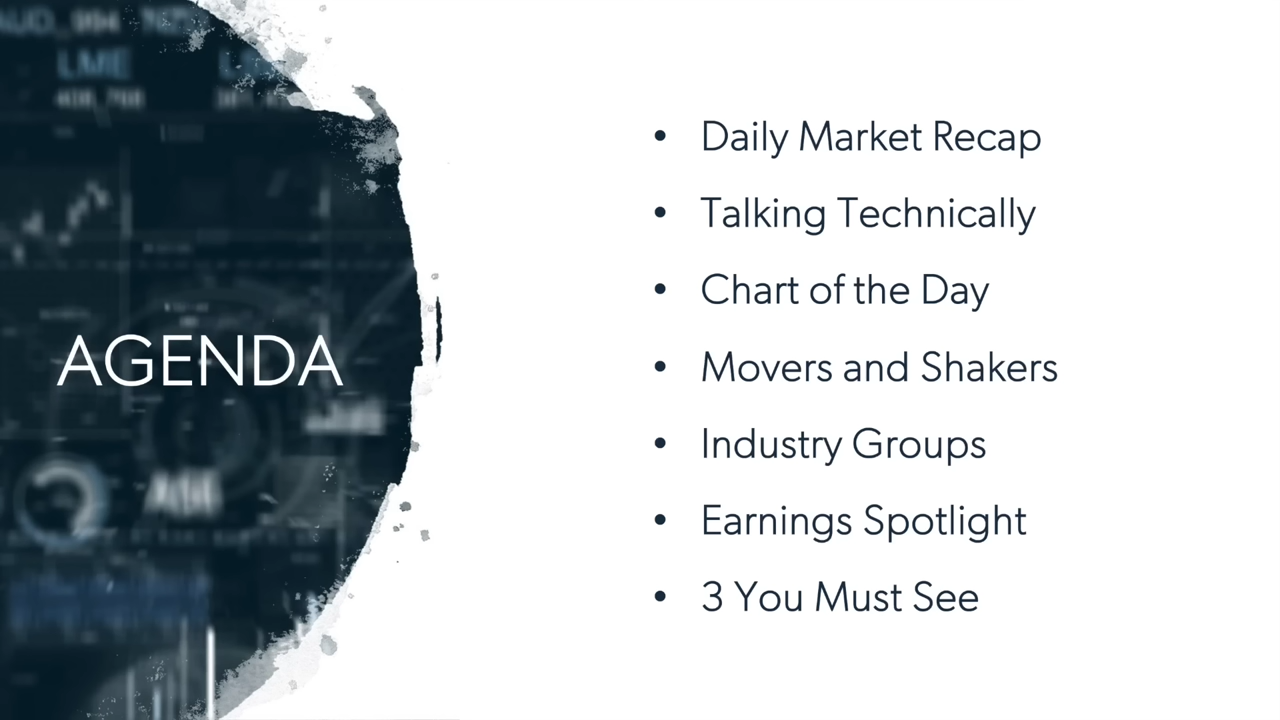 AGENDA
• Daily Market Recap
• Talking Technically
• Chart of the Day
• Movers and Shakers
• Industry Groups
• Earnings Spotlight
• 3 You Must See
LME